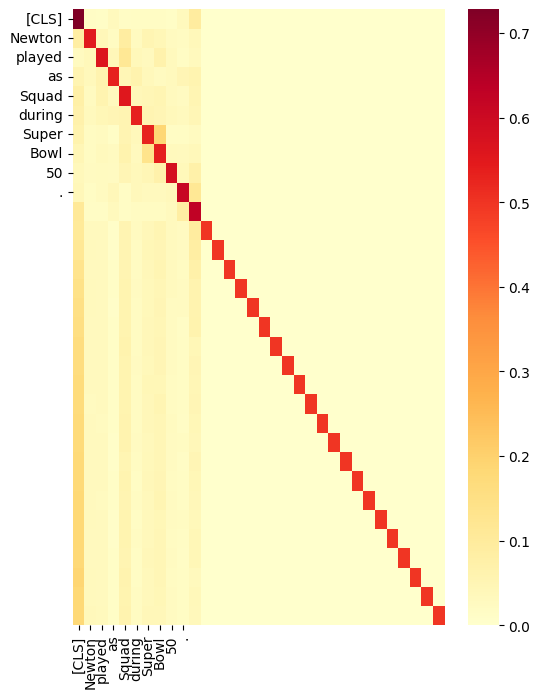 [CLS]
Newton
played
as
Squad
during
Super
Bowl
50
.
[CLS]
Newton
played
as
Squad
during
Super
Bowl
50
.
0.7
0.6
0.5
0.4
0.3
0.2
0.1
0.0